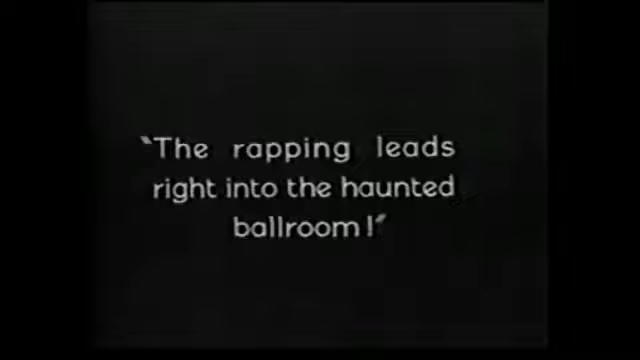 "The rapping leads
right into the haunted
ballroom!"